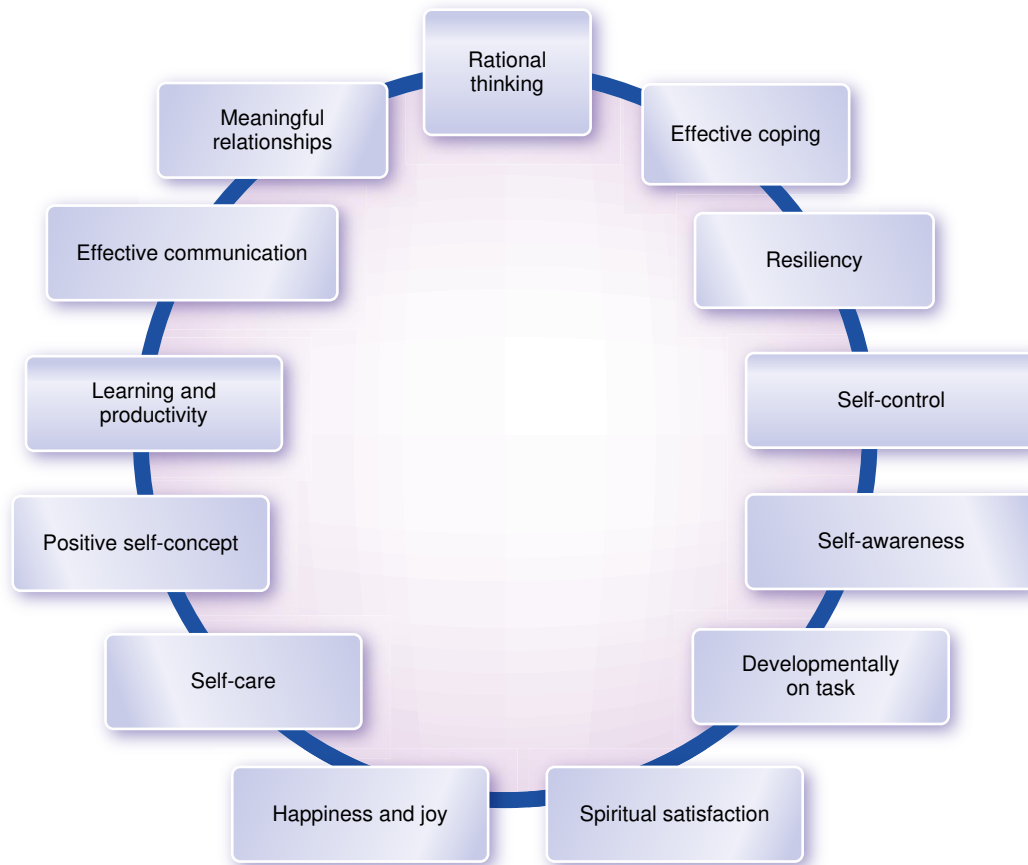 Rational
thinking
Effective coping
Resiliency
Self-control
Self-awareness
Developmentally
on task
Spiritual satisfaction
Happiness and joy
Self-care
Positive self-concept
Learning and
productivity
Effective communication
Meaningful
relationships